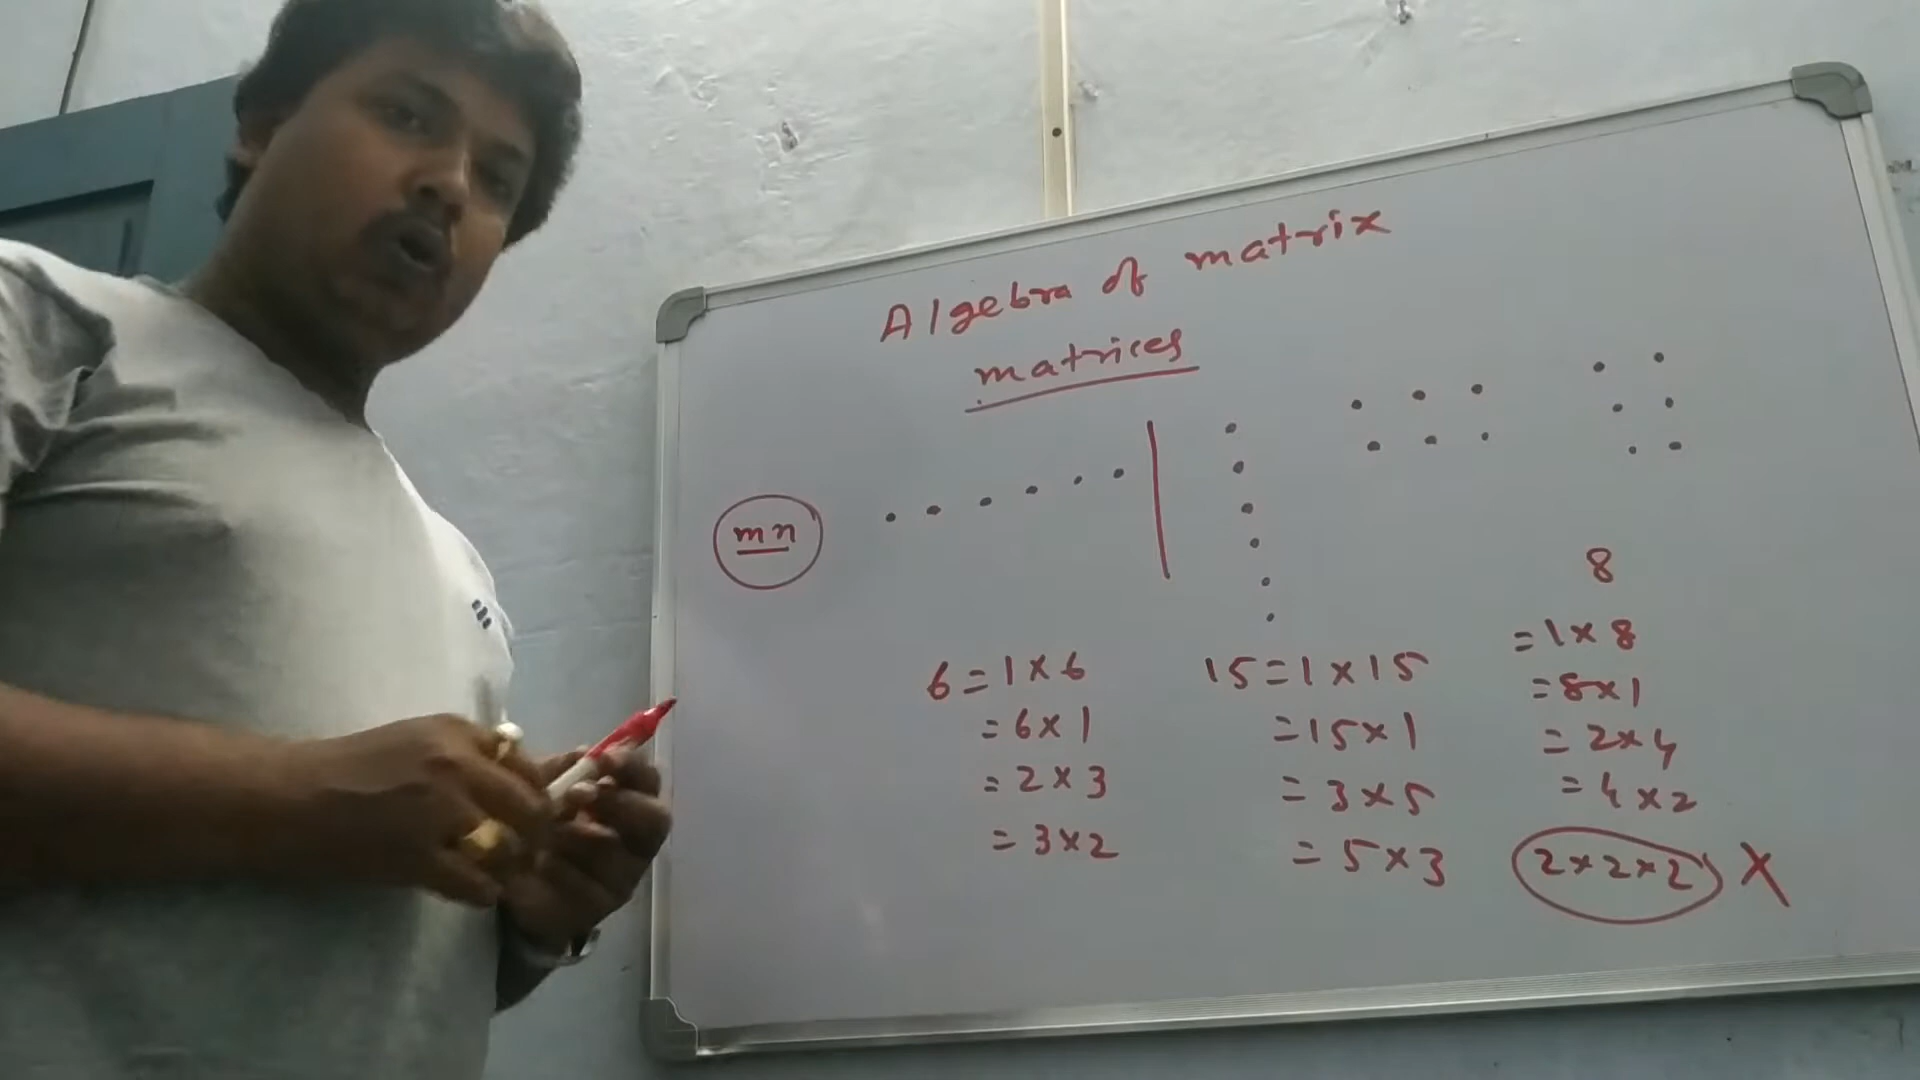 Algebra of matrix
matrices
mn
6 = 1 × 6
= 6 × 1
= 2 × 3
= 3 × 2
15 = 1 × 15
= 15 × 1
= 3 × 5
= 5 × 3
8
= 1 × 8
= 8 × 1
= 2 × 4
= 4 × 2
2 × 2 × 2 X